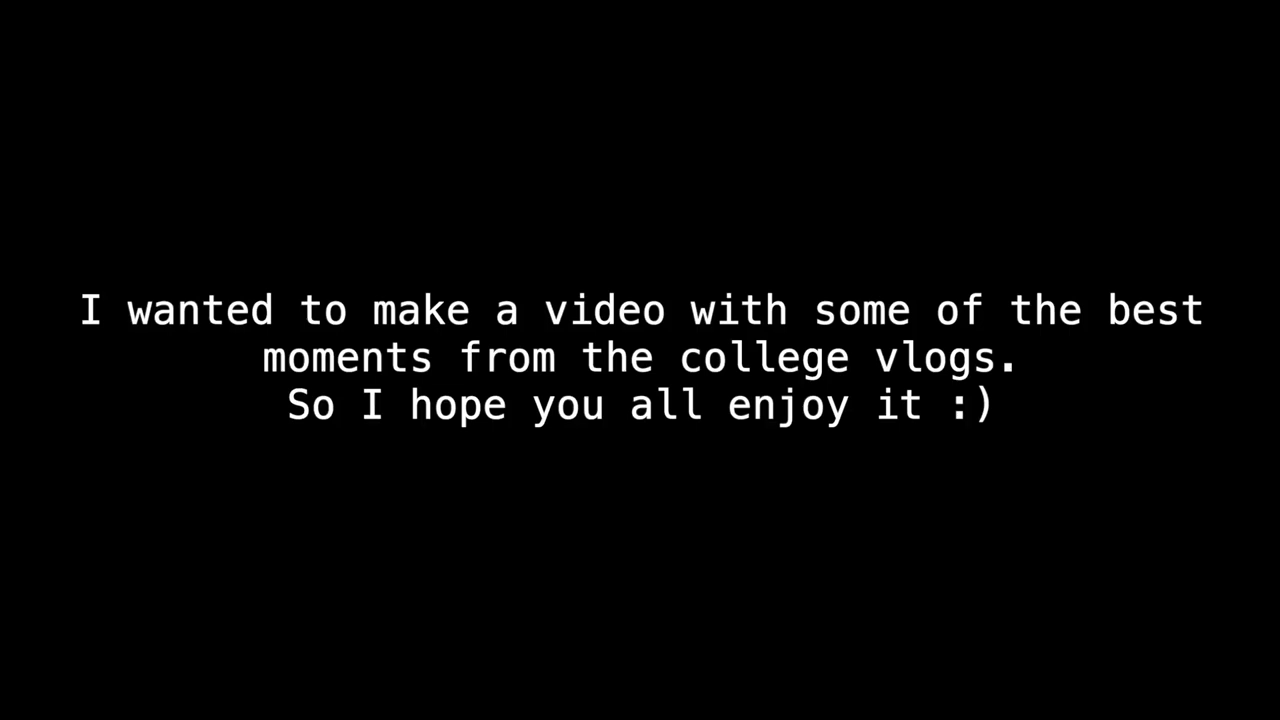 I wanted to make a video with some of the best
moments from the college vlogs.
So I hope you all enjoy it :)